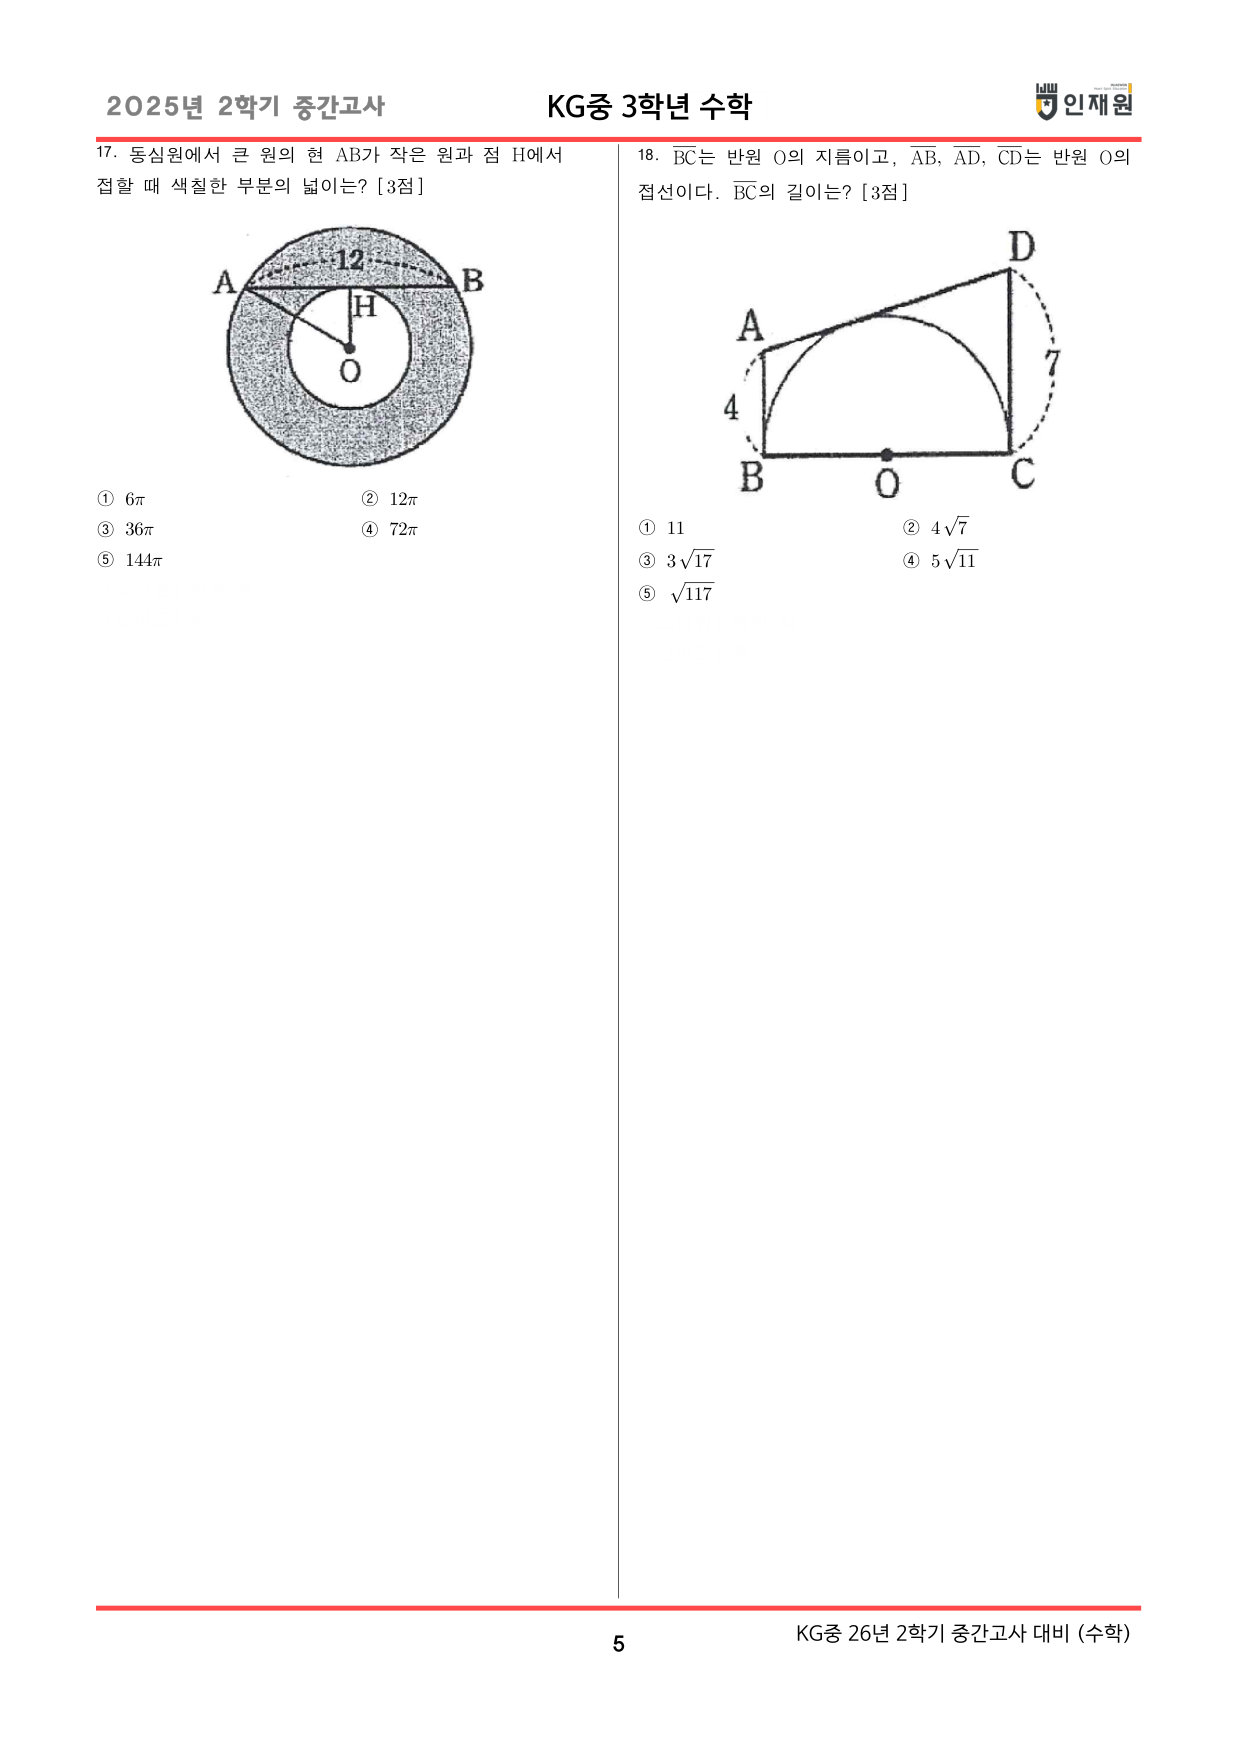 2025년 2학기 중간고사
KG중 3학년 수학
인재원
17. 동심원에서 큰 원의 현 AB가 작은 원과 점 H에서
접할 때 색칠한 부분의 넓이는? [3점]
12
A
B
H
O
① 6π
② 12π
③ 36π
④ 72π
⑤ 144π
18. BC는 반원 O의 지름이고, AB, AD, CD는 반원 O의
접선이다. BC의 길이는? [3점]
D
A
7
4
B
O
C
① 11
② 4√7
③ 3√17
④ 5√11
⑤ √117
5
KG중 26년 2학기 중간고사 대비 (수학)